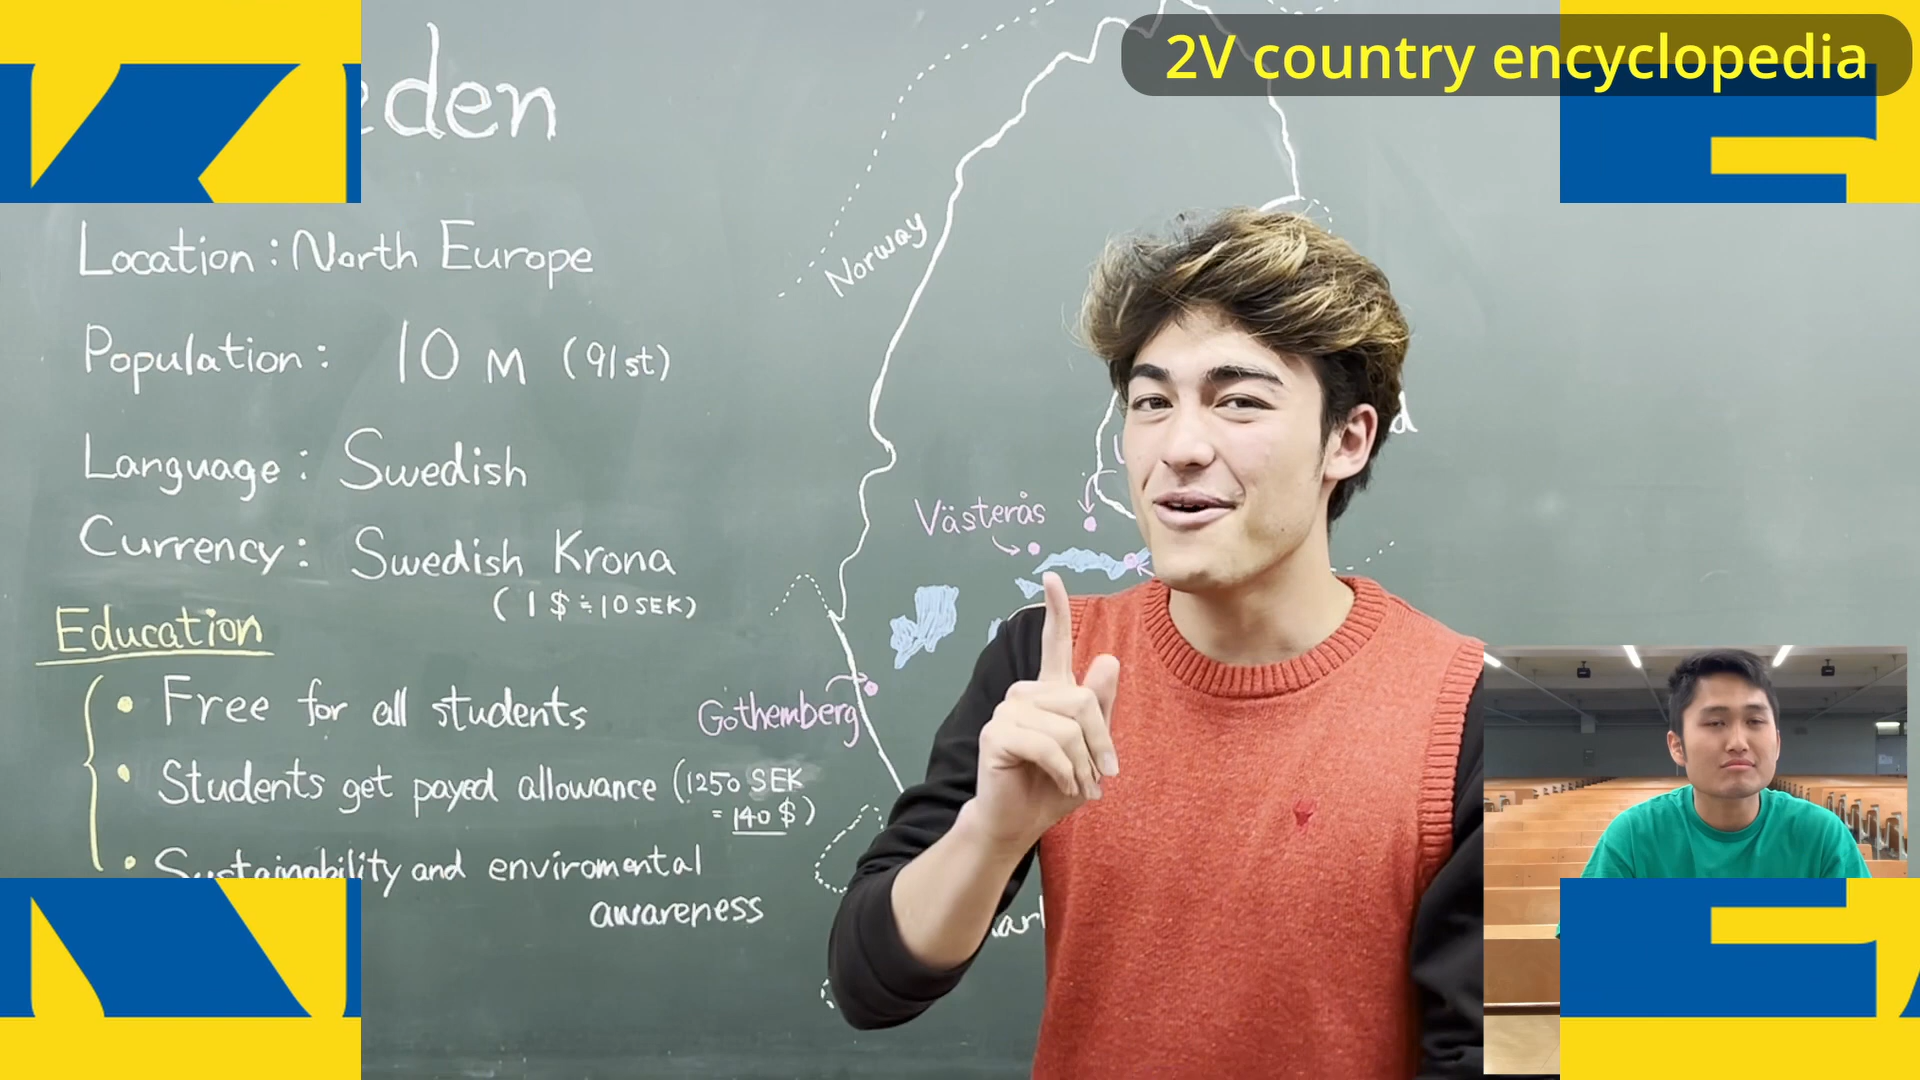 2V country encyclopedia
eden
Location : North Europe
Population : 10 M (91st)
Language : Swedish
Currency : Swedish Krona
( 1 $ ≒ 10 SEK)
Education
• Free for all students
• Students get payed allowance (1250 SEK
= 140 $ )
• Sustainability and enviromental
awareness
Norway
Västerås
Gothemberg